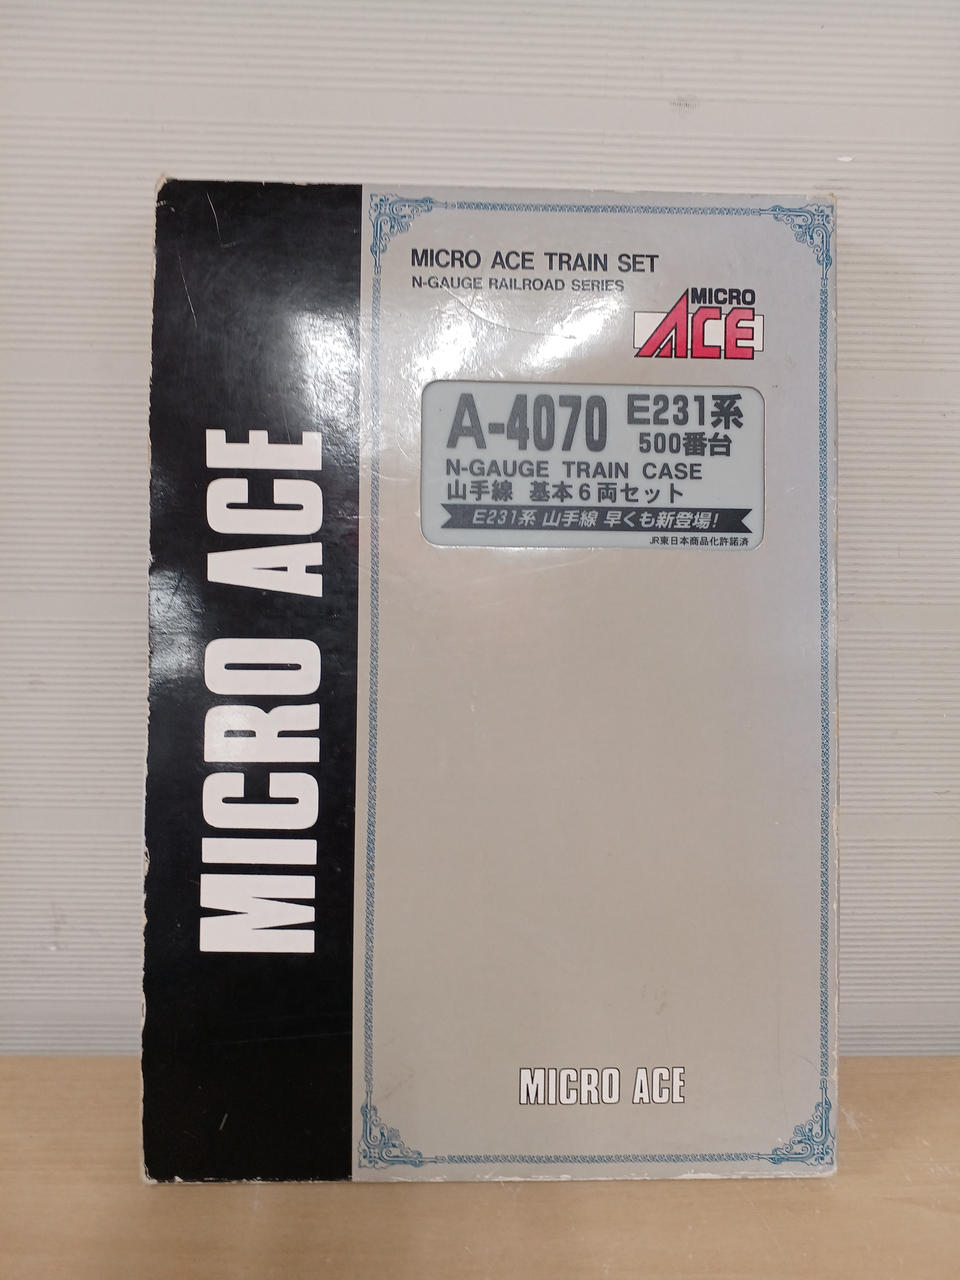 MICRO ACE
MICRO ACE TRAIN SET
N-GAUGE RAILROAD SERIES
MICRO
ACE
A-4070 E231系
500番台
N-GAUGE TRAIN CASE
山手線 基本6両セット
E231系 山手線 早くも新登場!
JR東日本商品化許諾済
MICRO ACE